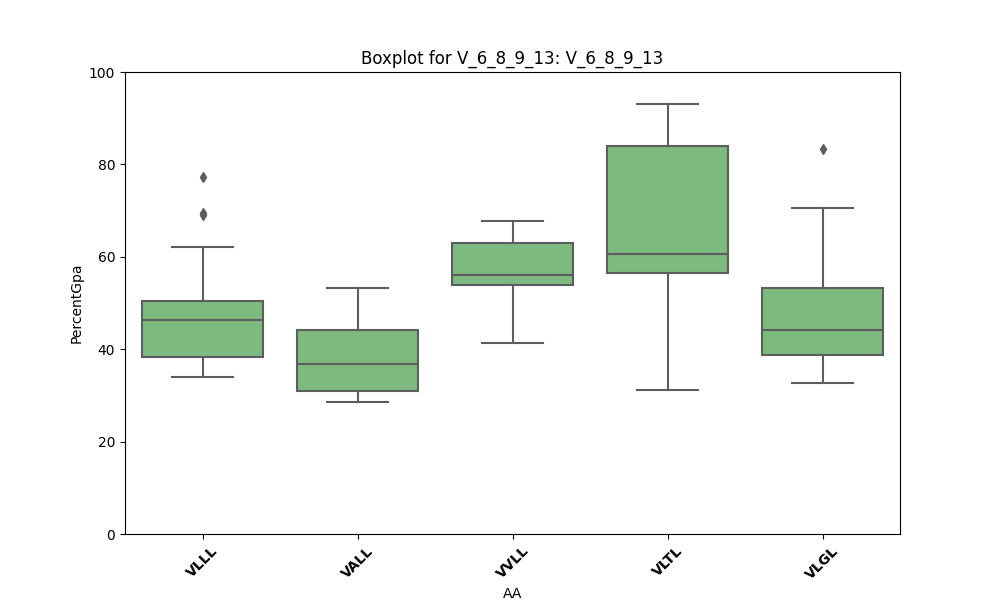 Boxplot for V_6_8_9_13: V_6_8_9_13
100
80
60
40
20
0
PercentGpa
VLLL
VALL
VVLL
VLTL
VLGL
AA